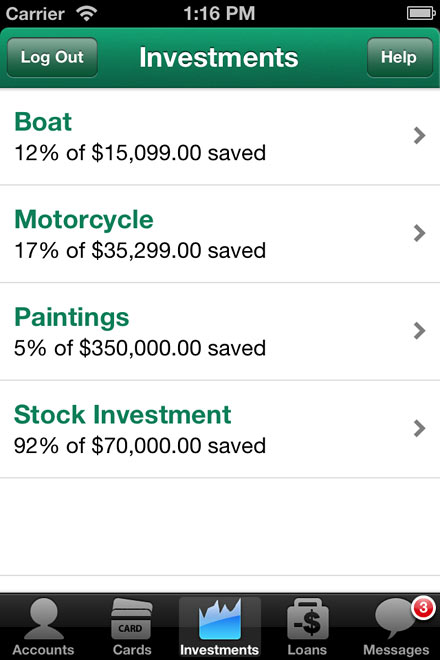 Carrier 1:16 PM
Log Out Investments Help
Boat
12% of $15,099.00 saved
Motorcycle
17% of $35,299.00 saved
Paintings
5% of $350,000.00 saved
Stock Investment
92% of $70,000.00 saved
CARD -$ 3
Accounts Cards Investments Loans Messages